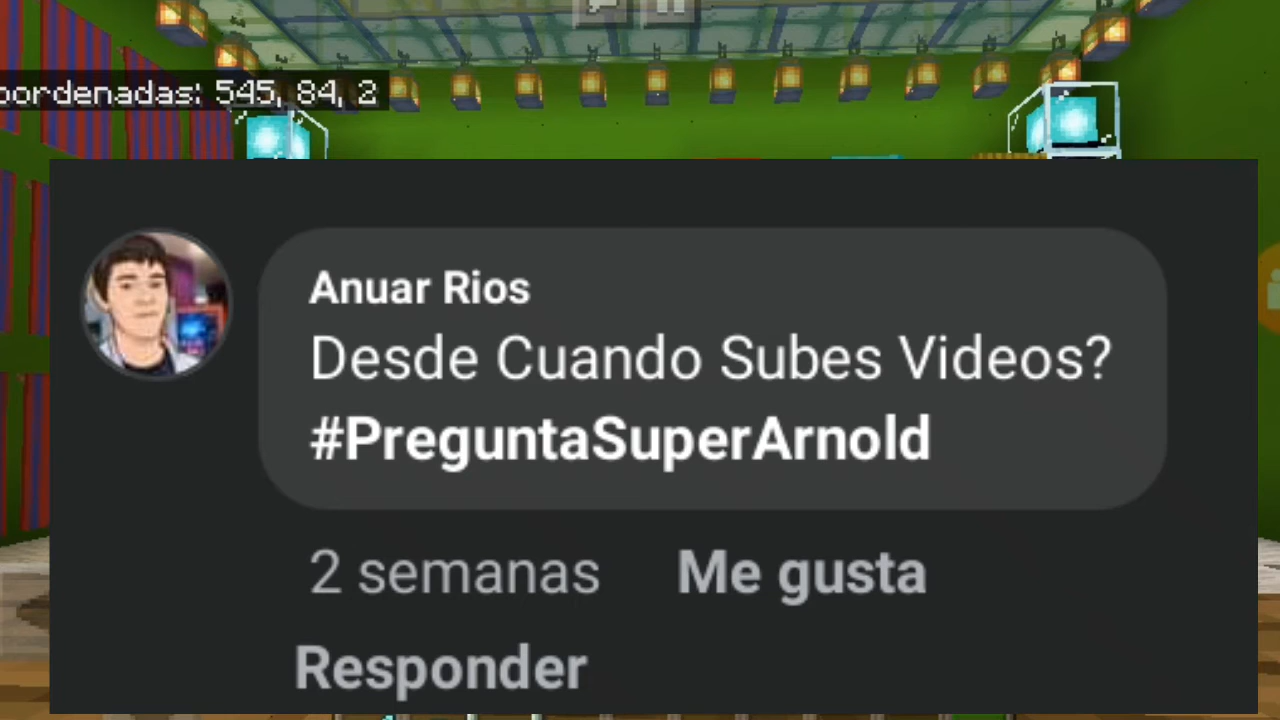 oordenadas: 545, 84, 2
Anuar Rios
Desde Cuando Subes Videos?
#PreguntaSuperArnold
2 semanas Me gusta
Responder